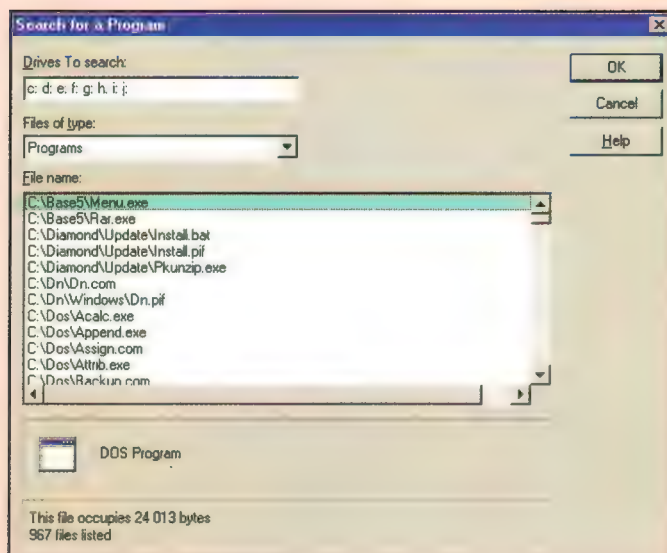 Search for a Program
Drives To search:
c: d: e: f: g: h: i: j:
OK
Cancel
Help
Files of type:
Programs
File name:
C:\Base5\Menu.exe
C:\Base5\Rar.exe
C:\Diamond\Update\Install.bat
C:\Diamond\Update\Install.pif
C:\Diamond\Update\Pkunzip.exe
C:\Dn\Dn.com
C:\Dn\Windows\Dn.pif
C:\Dos\Acalc.exe
C:\Dos\Append.exe
C:\Dos\Assign.com
C:\Dos\Attrib.exe
C:\Dos\Backup.com
DOS Program
This file occupies 24 013 bytes
967 files listed